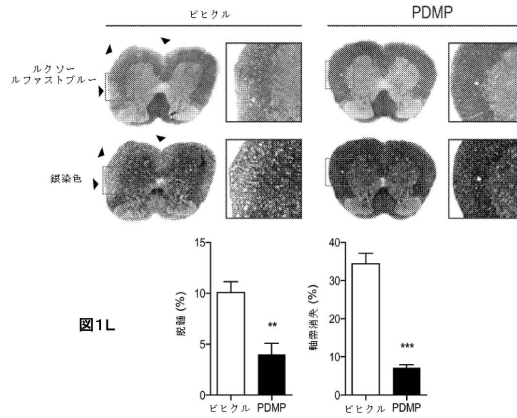 ビヒクル PDMP
ルクソー
ルファストブルー
銀染色
図1L
脱髄 (%)
15
10
5
0
**
ビヒクル PDMP
軸索消失 (%)
40
30
20
10
0
***
ビヒクル PDMP